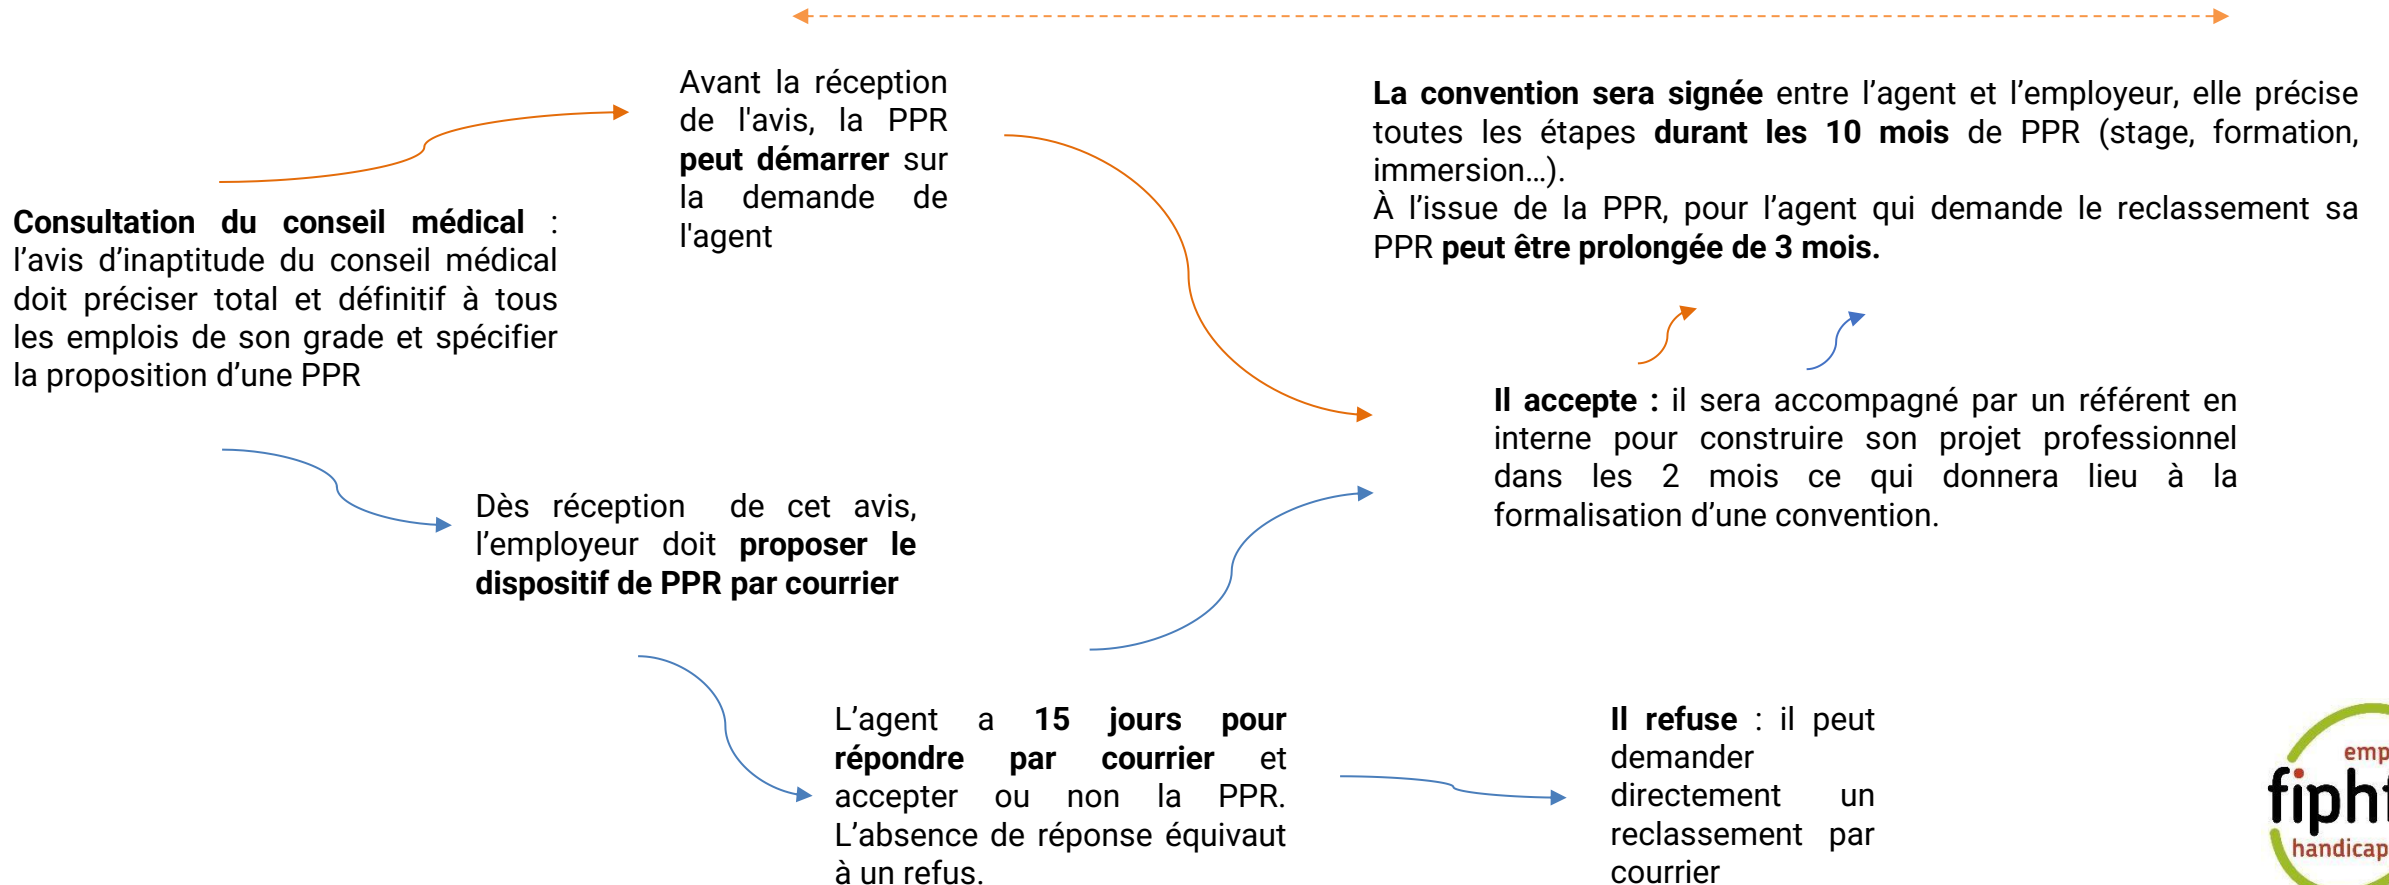 Avant la réception
de l'avis, la PPR
peut démarrer sur
la demande de
l'agent
La convention sera signée entre l’agent et l’employeur, elle précise
toutes les étapes durant les 10 mois de PPR (stage, formation,
immersion…).
À l’issue de la PPR, pour l’agent qui demande le reclassement sa
PPR peut être prolongée de 3 mois.
Consultation du conseil médical :
l’avis d’inaptitude du conseil médical
doit préciser total et définitif à tous
les emplois de son grade et spécifier
la proposition d’une PPR
Il accepte : il sera accompagné par un référent en
interne pour construire son projet professionnel
dans les 2 mois ce qui donnera lieu à la
formalisation d’une convention.
Dès réception de cet avis,
l’employeur doit proposer le
dispositif de PPR par courrier
L’agent a 15 jours pour
répondre par courrier et
accepter ou non la PPR.
L’absence de réponse équivaut
à un refus.
Il refuse : il peut
demander
directement un
reclassement par
courrier
handicap